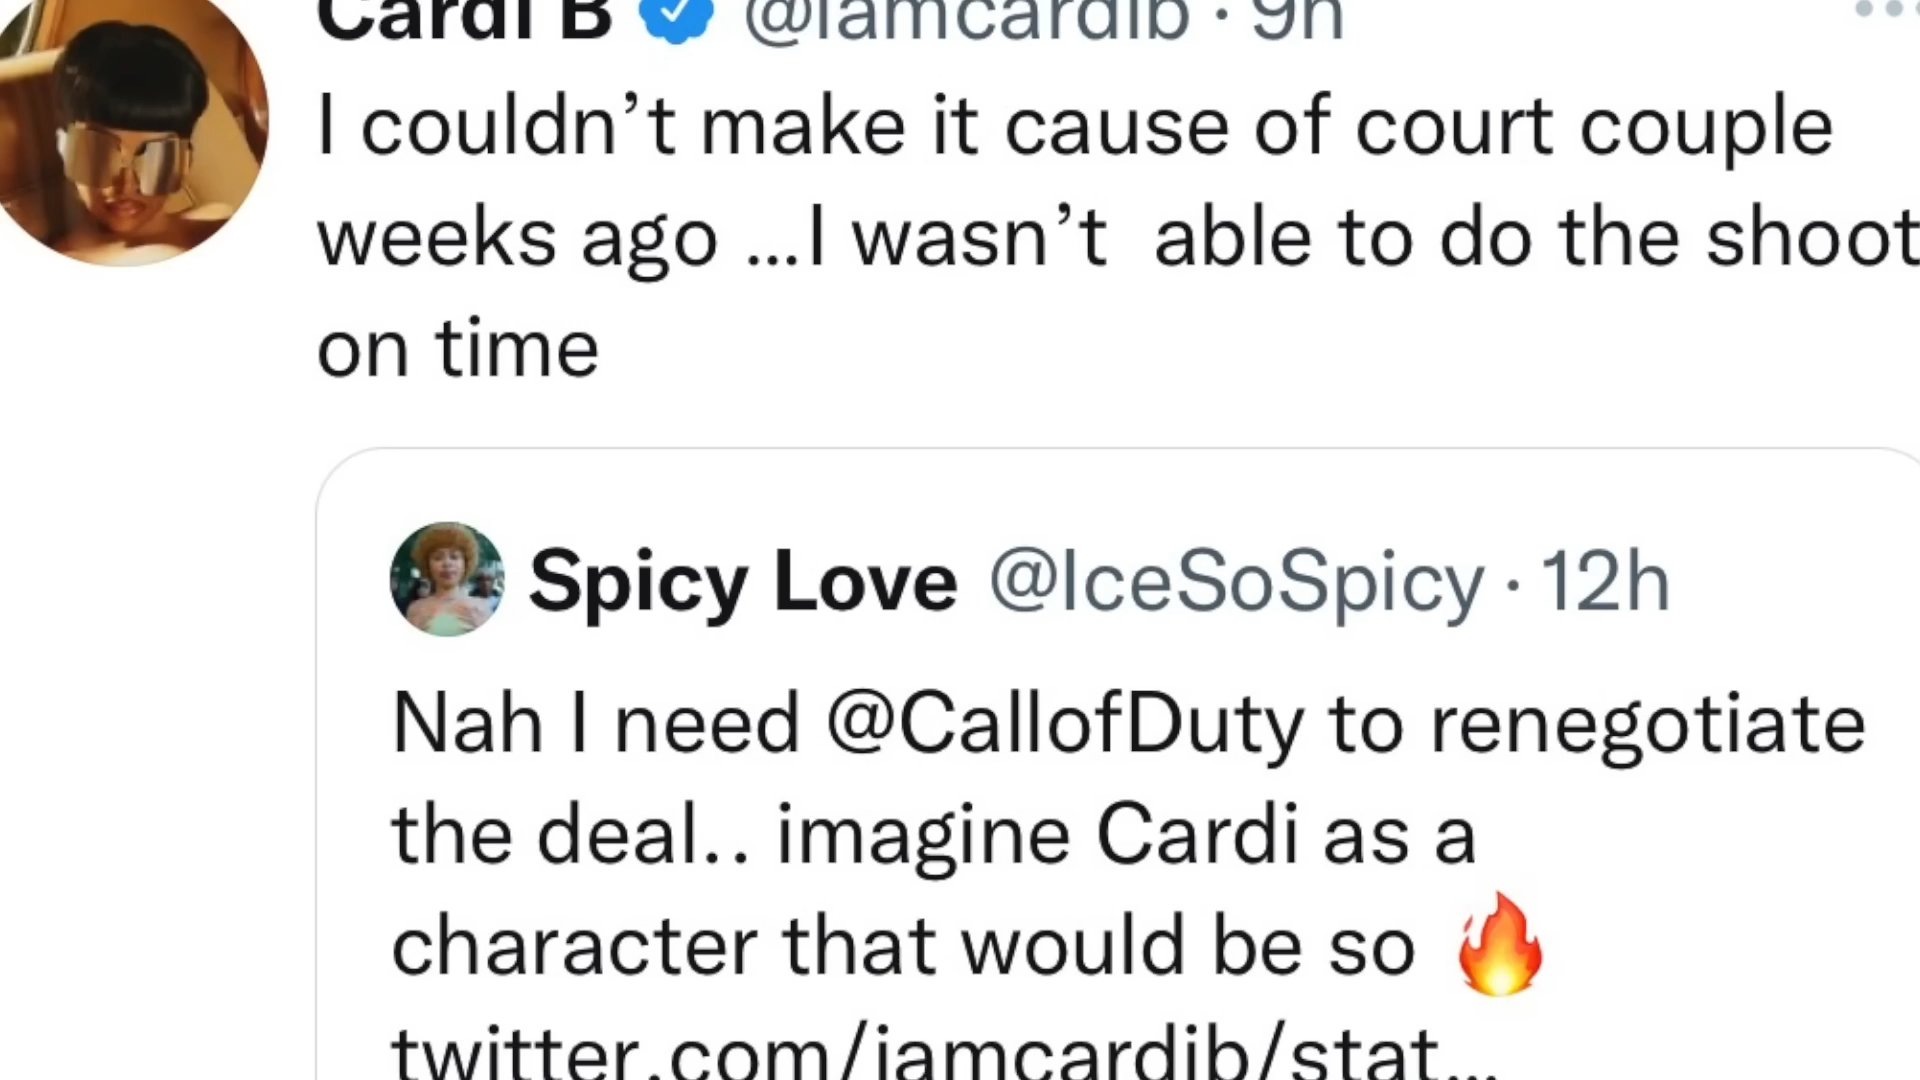 Cardi B @iamcardib · 9h
I couldn’t make it cause of court couple
weeks ago ...I wasn’t  able to do the shoot
on time
Spicy Love @IceSoSpicy · 12h
Nah I need @CallofDuty to renegotiate
the deal.. imagine Cardi as a
character that would be so 🔥
twitter.com/iamcardib/stat...